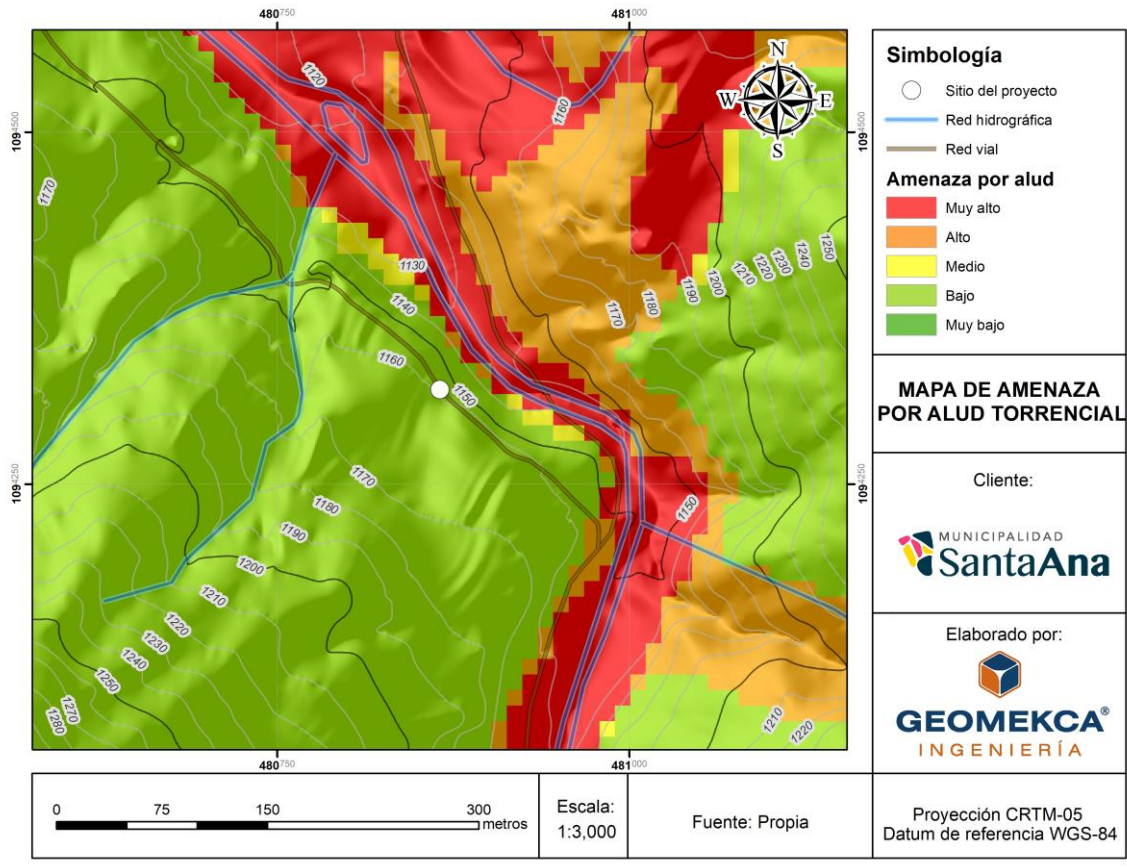 480750
481000
N
W
E
S
1094500
1094500
1094250
1094250
1120
1160
1170
1130
1140
1160
1150
1170
1180
1190
1200
1210
1220
1230
1240
1250
1170
1180
1190
1200
1210
1220
1230
1240
1250
1270
1280
1150
1210
1220
480750
481000
Simbología
Sitio del proyecto
Red hidrográfica
Red vial
Amenaza por alud
Muy alto
Alto
Medio
Bajo
Muy bajo
MAPA DE AMENAZA
POR ALUD TORRENCIAL
Cliente:
MUNICIPALIDAD
SantaAna
Elaborado por:
GEOMEKCA®
INGENIERÍA
0 75 150 300
metros
Escala:
1:3,000
Fuente: Propia
Proyección CRTM-05
Datum de referencia WGS-84